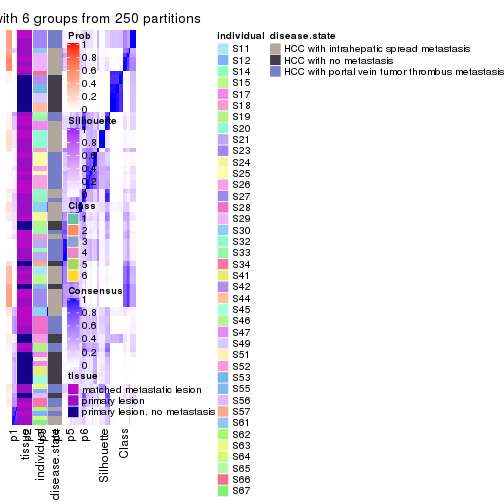 with 6 groups from 250 partitions
Prob
1
0.8
0.6
0.4
0.2
0
Silhouette
1
0.8
0.6
0.4
0.2
0
Class
1
2
3
4
5
6
Consensus
1
0.8
0.6
0.4
0.2
0
tissue
matched metastatic lesion
primary lesion
primary lesion. no metastasis
individual
S11
S12
S14
S15
S17
S18
S19
S20
S21
S23
S24
S25
S26
S27
S28
S29
S30
S32
S33
S34
S41
S42
S44
S45
S46
S47
S49
S51
S52
S53
S55
S56
S57
S61
S62
S63
S64
S65
S66
S67
disease.state
HCC with intrahepatic spread metastasis
HCC with no metastasis
HCC with portal vein tumor thrombus metastasis
p1
tissue
individual
disease.state
p5
p6
Silhouette
Class